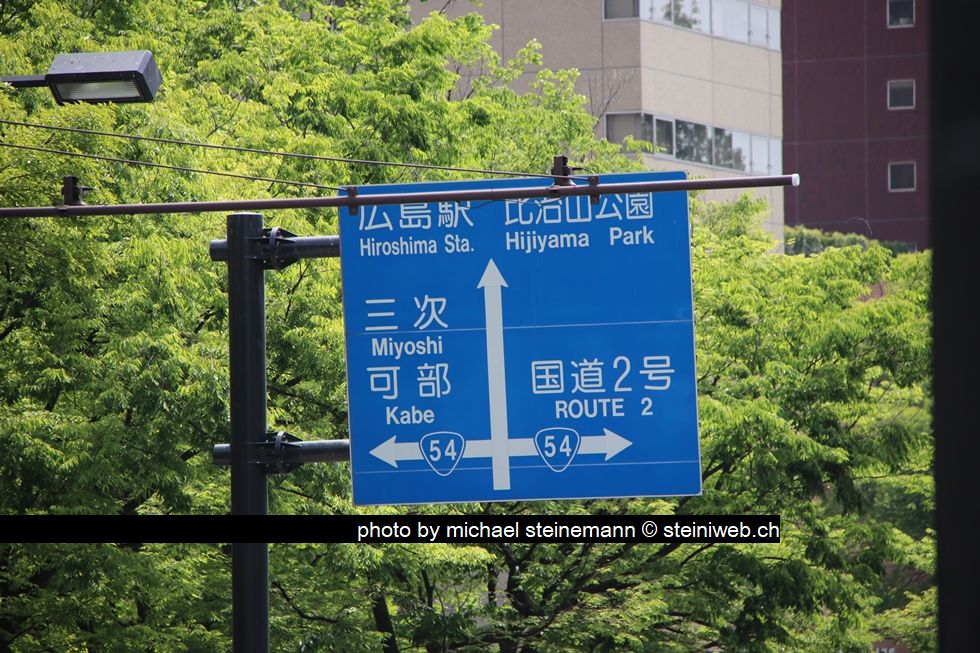 広島駅 比治山公園
Hiroshima Sta. Hijiyama Park
三次
Miyoshi
可部
Kabe
国道2号
ROUTE 2
54 54
photo by michael steinemann © steiniweb.ch